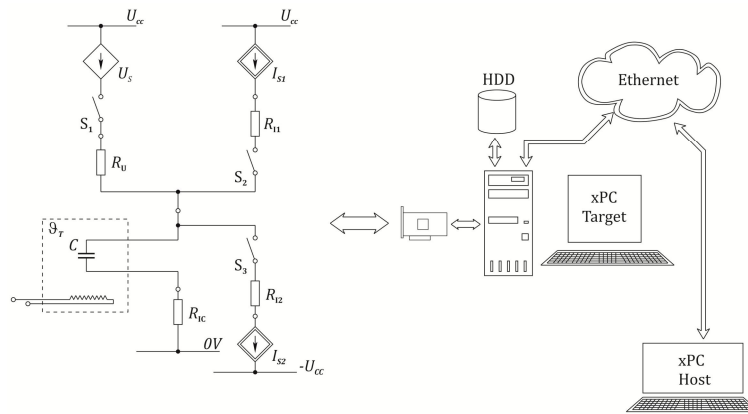 U_cc
U_S
S_1
R_U
U_cc
I_S1
R_I1
S_2
ϑ_T
C
R_IC
0V
S_3
R_I2
I_S2
-U_cc
HDD
Ethernet
xPC
Target
xPC
Host